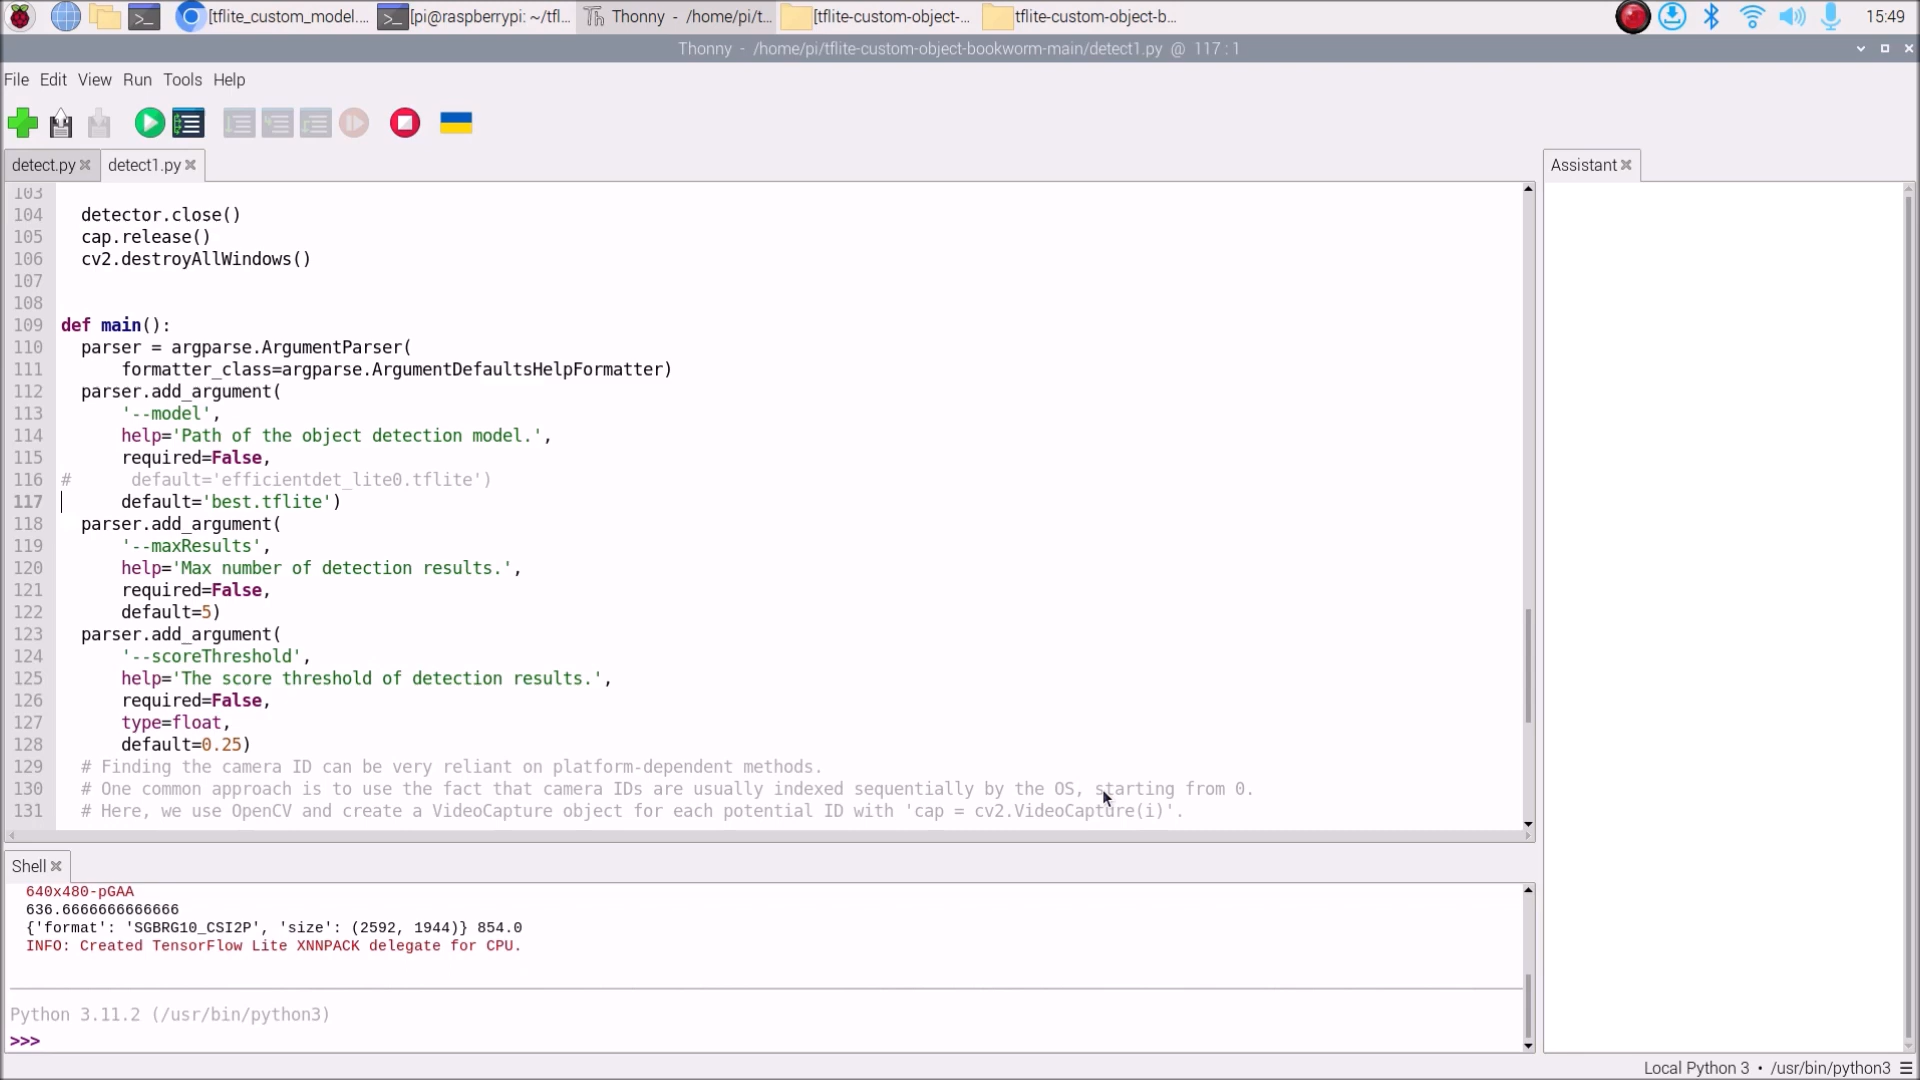 [tflite_custom_model....
[pi@raspberrypi: ~/tfl...
Thonny - /home/pi/t...
[tflite-custom-object-...
tflite-custom-object-b...
15:49
Thonny - /home/pi/tflite-custom-object-bookworm-main/detect1.py @ 117 : 1
File Edit View Run Tools Help
detect.py
detect1.py
Assistant
103
104 detector.close()
105 cap.release()
106 cv2.destroyAllWindows()
107
108
109 def main():
110 parser = argparse.ArgumentParser(
111 formatter_class=argparse.ArgumentDefaultsHelpFormatter)
112 parser.add_argument(
113 '--model',
114 help='Path of the object detection model.',
115 required=False,
116 # default='efficientdet_lite0.tflite')
117 default='best.tflite')
118 parser.add_argument(
119 '--maxResults',
120 help='Max number of detection results.',
121 required=False,
122 default=5)
123 parser.add_argument(
124 '--scoreThreshold',
125 help='The score threshold of detection results.',
126 required=False,
127 type=float,
128 default=0.25)
129 # Finding the camera ID can be very reliant on platform-dependent methods.
130 # One common approach is to use the fact that camera IDs are usually indexed sequentially by the OS, starting from 0.
131 # Here, we use OpenCV and create a VideoCapture object for each potential ID with 'cap = cv2.VideoCapture(i)'.
Shell
640x480-pGAA
636.6666666666666
{'format': 'SGBRG10_CSI2P', 'size': (2592, 1944)} 854.0
INFO: Created TensorFlow Lite XNNPACK delegate for CPU.
Python 3.11.2 (/usr/bin/python3)
>>>
Local Python 3 • /usr/bin/python3 ☰